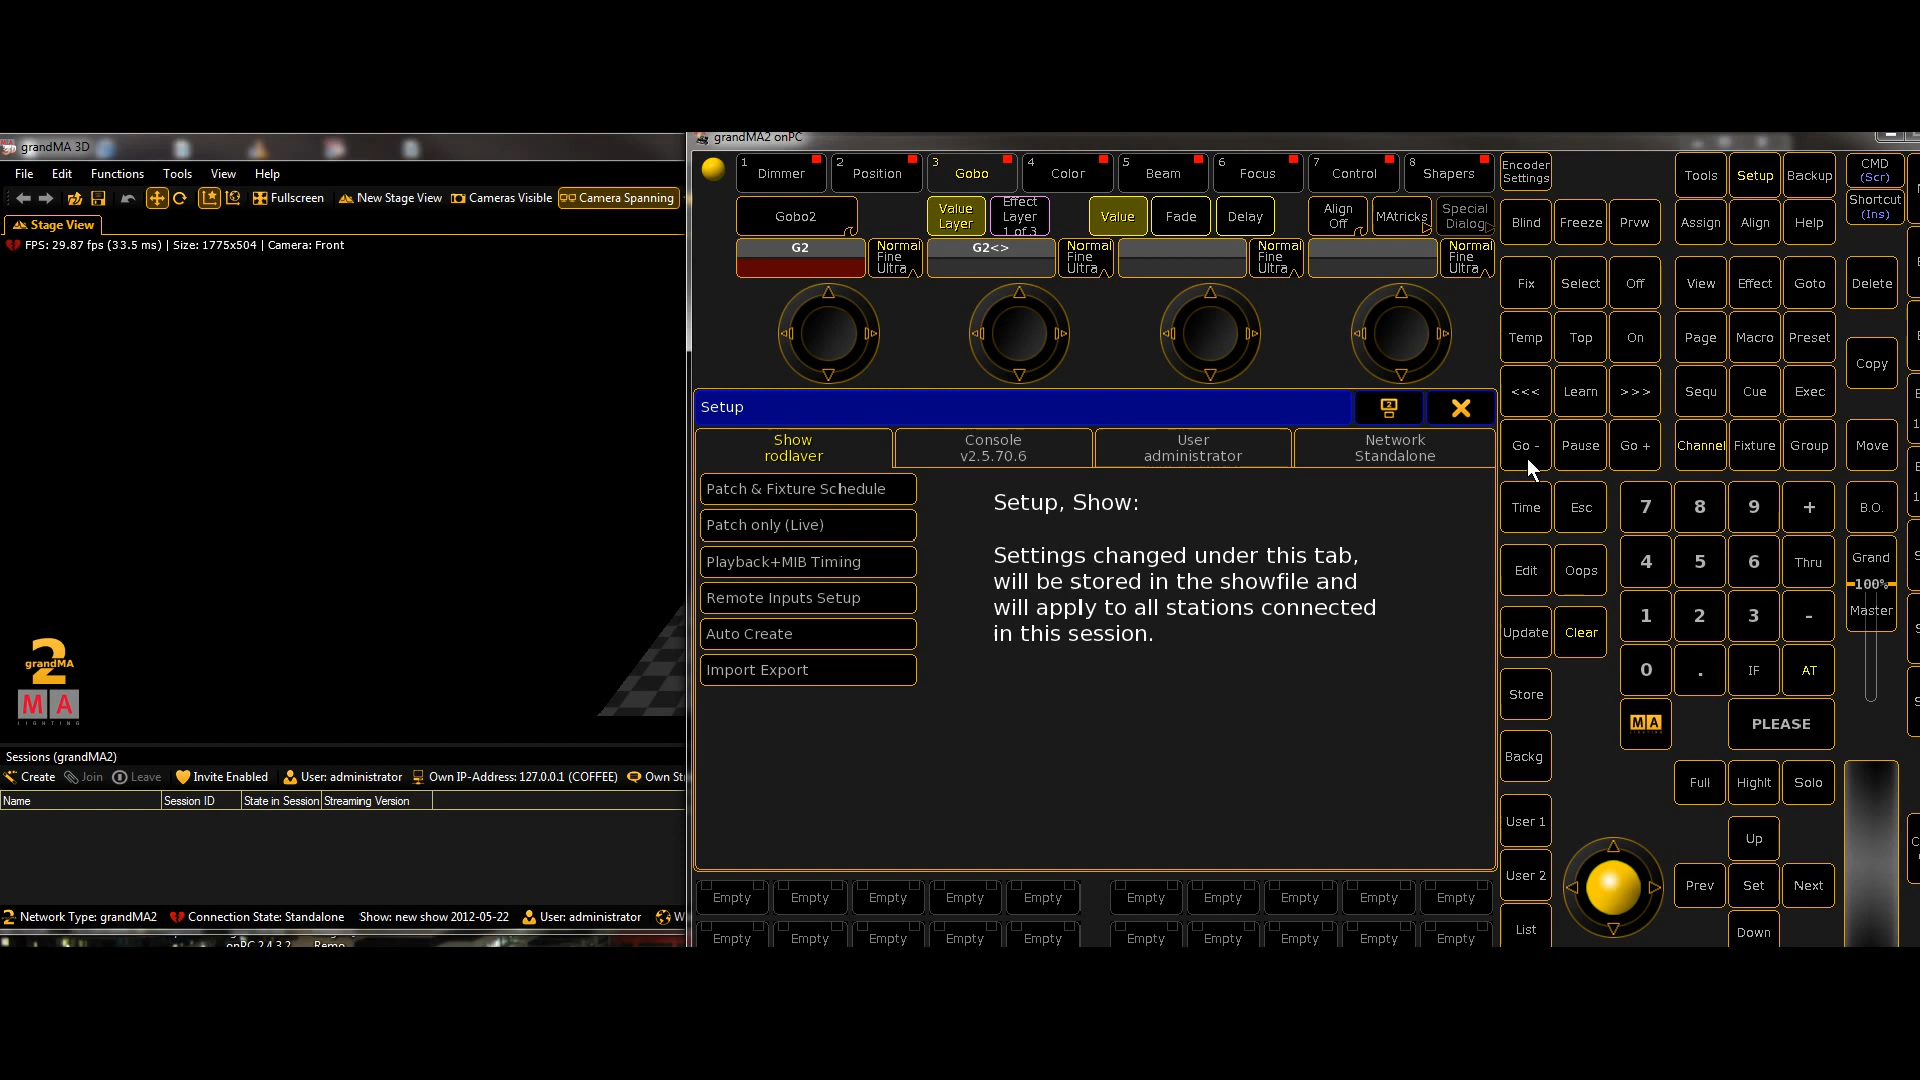 grandMA 3D
File Edit Functions Tools View Help
Fullscreen New Stage View Cameras Visible Camera Spanning
Stage View
FPS: 29.87 fps (33.5 ms) | Size: 1775x504 | Camera: Front
2
grandMA
MA
LIGHTING
Sessions (grandMA2)
Create Join Leave Invite Enabled User: administrator Own IP-Address: 127.0.0.1 (COFFEE) Own
Name Session ID State in Session Streaming Version
Network Type: grandMA2 Connection State: Standalone Show: new show 2012-05-22 User: administrator
onPC 2.4.3.2
grandMA2 onPC
1 Dimmer 2 Position 3 Gobo 4 Color 5 Beam 6 Focus 7 Control 8 Shapers
Gobo2 Value Layer Effect Layer 1 of 3 Value Fade Delay Align Off MAtricks Special Dialog
G2 Normal Fine Ultra G2<> Normal Fine Ultra Normal Fine Ultra Normal Fine Ultra
Setup
Show rodlaver Console v2.5.70.6 User administrator Network Standalone
Patch & Fixture Schedule
Patch only (Live)
Playback+MIB Timing
Remote Inputs Setup
Auto Create
Import Export
Setup, Show:
Settings changed under this tab,
will be stored in the showfile and
will apply to all stations connected
in this session.
Empty Empty Empty Empty Empty Empty Empty Empty Empty Empty
Empty Empty Empty Empty Empty Empty Empty Empty Empty Empty
Encoder Settings Tools Setup Backup CMD (Scr)
Shortcut (Ins)
Blind Freeze Prvw Assign Align Help
Fix Select Off View Effect Goto Delete
Temp Top On Page Macro Preset
Copy
<<< Learn >>> Sequ Cue Exec
Go - Pause Go + Channel Fixture Group Move
Time Esc 7 8 9 + B.O.
Edit Oops 4 5 6 Thru Grand
100%
Master
Update Clear 1 2 3 -
Store 0 . IF AT
MA PLEASE
Backg Full Highlt Solo
User 1 Up
User 2 Prev Set Next
List Down